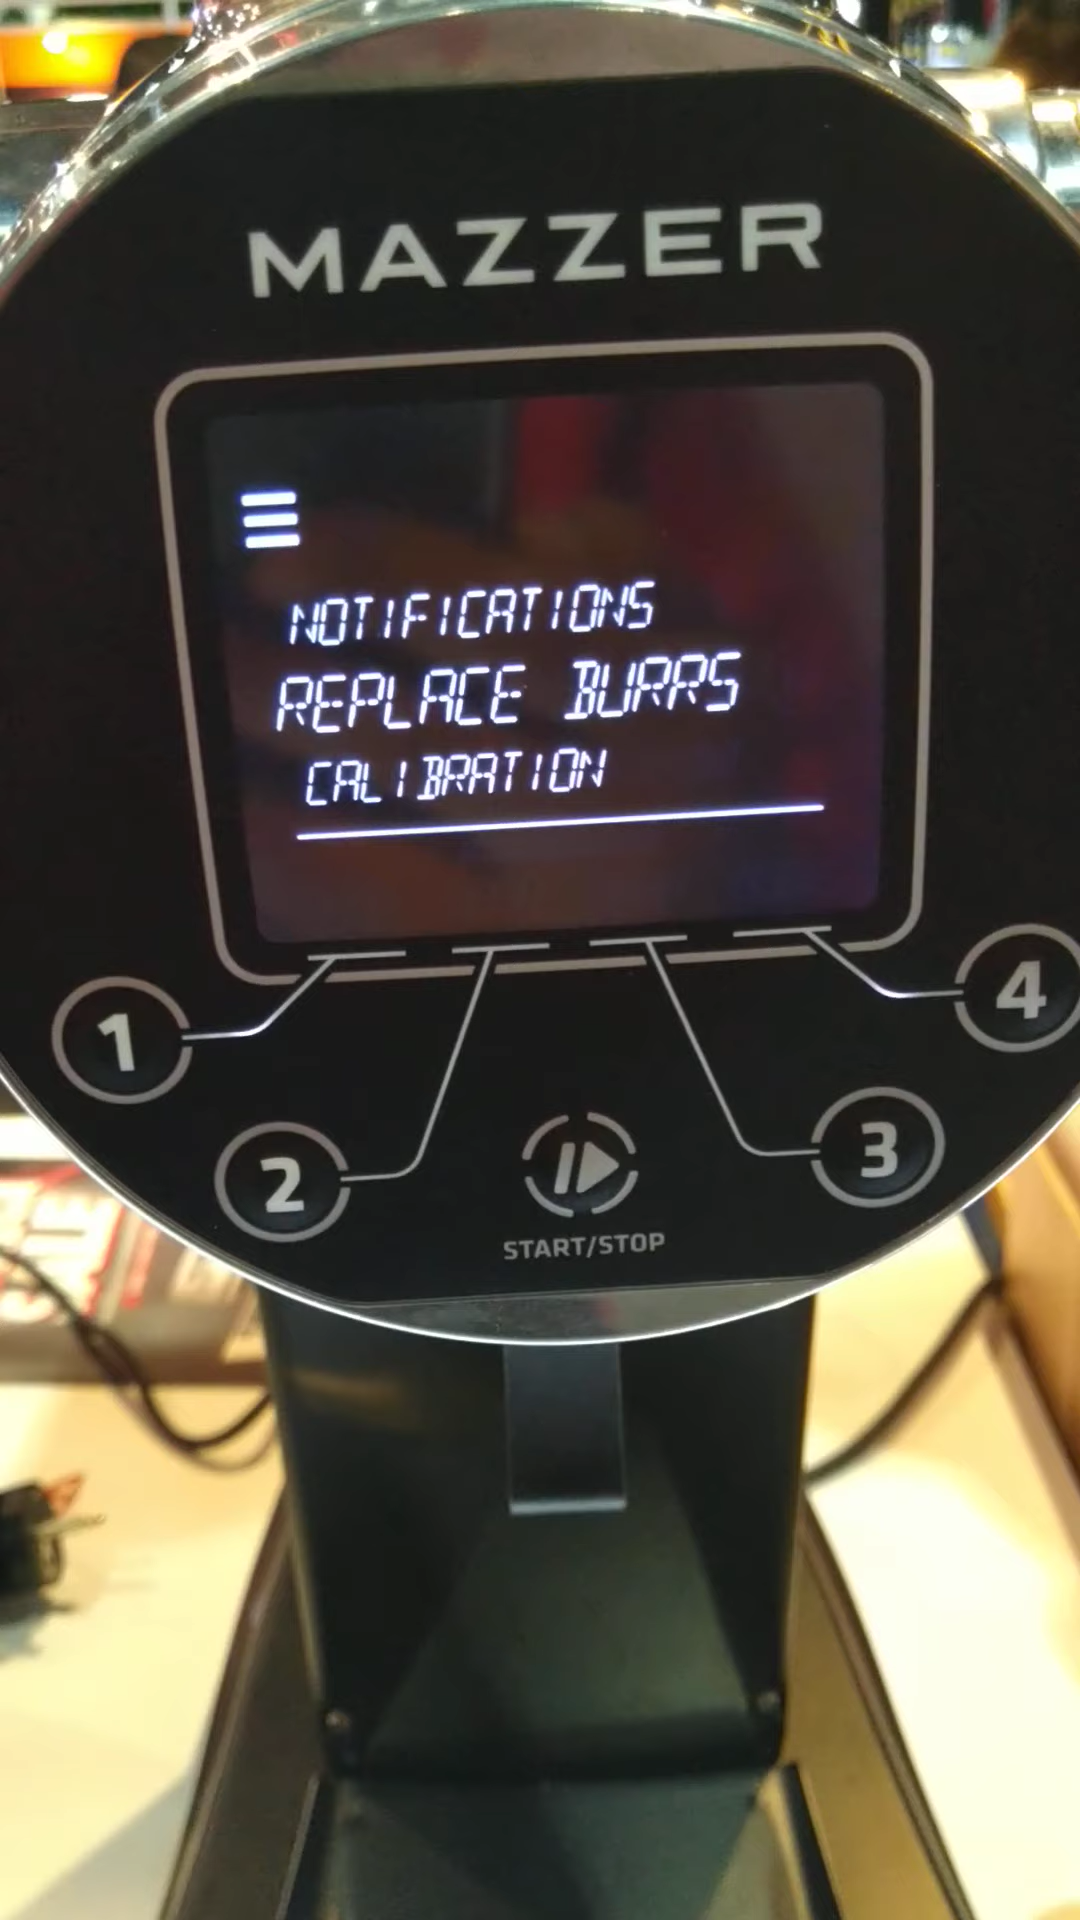 MAZZER
NOTIFICATIONS
REPLACE BURRS
CALIBRATION
1
2
3
4
START/STOP